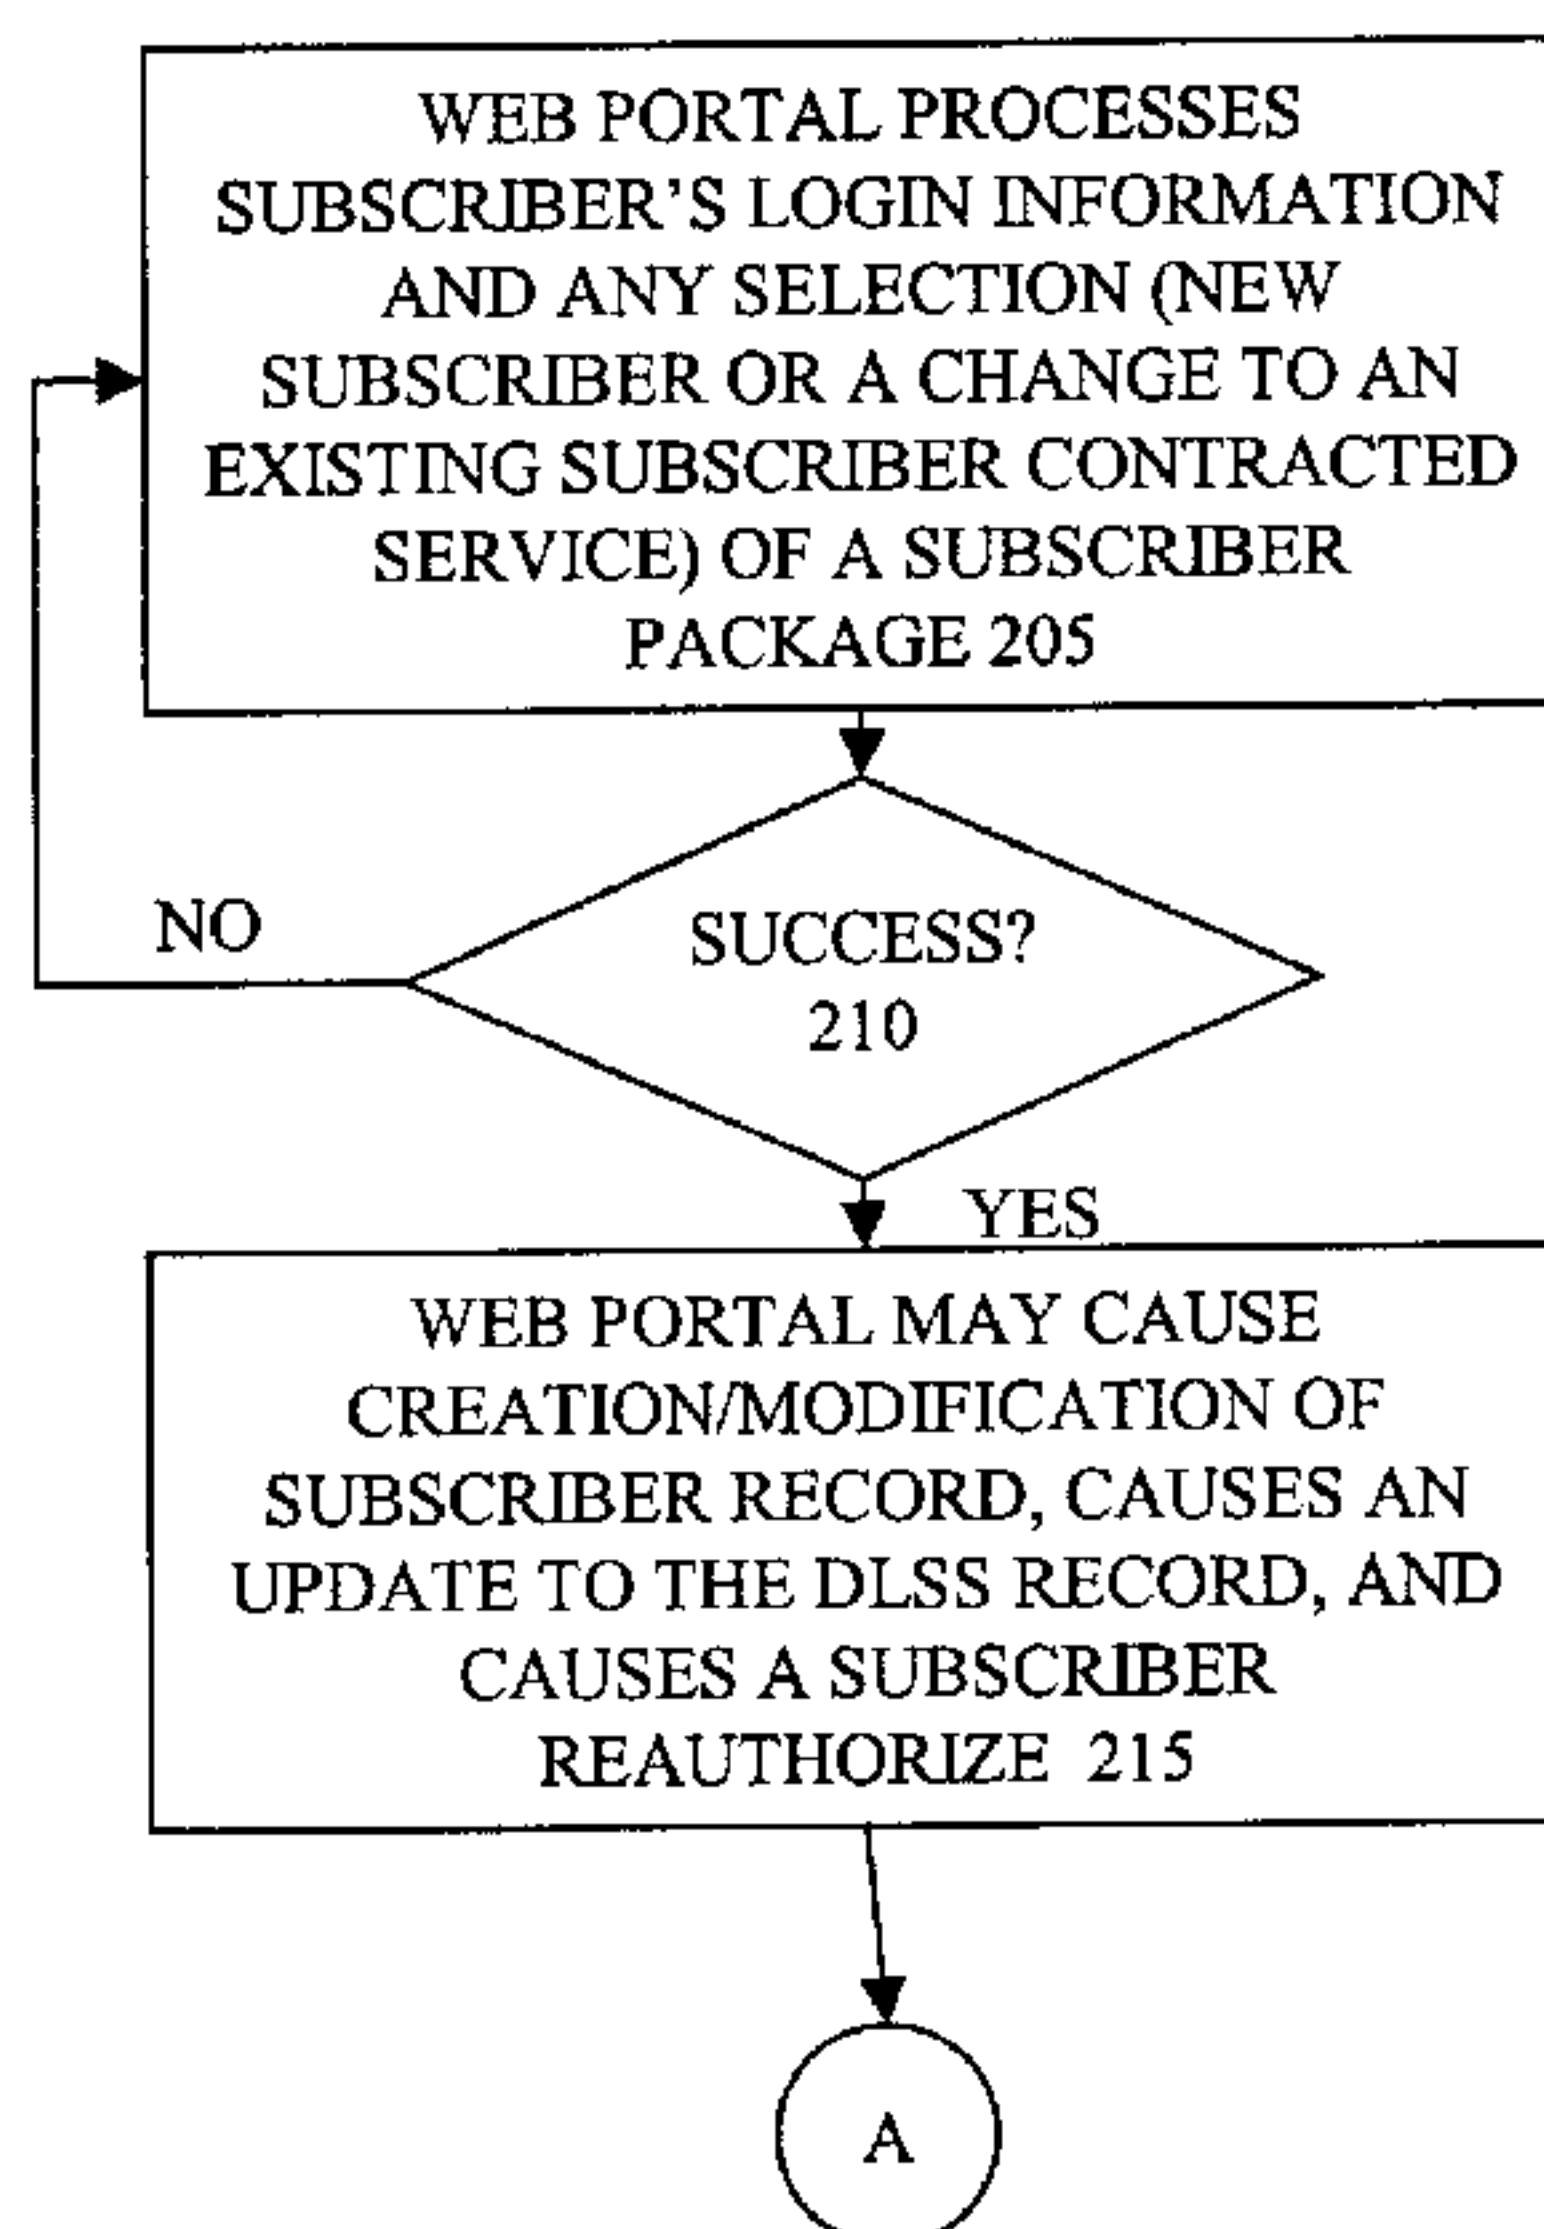 WEB PORTAL PROCESSES
SUBSCRIBER'S LOGIN INFORMATION
AND ANY SELECTION (NEW
SUBSCRIBER OR A CHANGE TO AN
EXISTING SUBSCRIBER CONTRACTED
SERVICE) OF A SUBSCRIBER
PACKAGE 205
NO
SUCCESS?
210
YES
WEB PORTAL MAY CAUSE
CREATION/MODIFICATION OF
SUBSCRIBER RECORD, CAUSES AN
UPDATE TO THE DLSS RECORD, AND
CAUSES A SUBSCRIBER
REAUTHORIZE 215
A